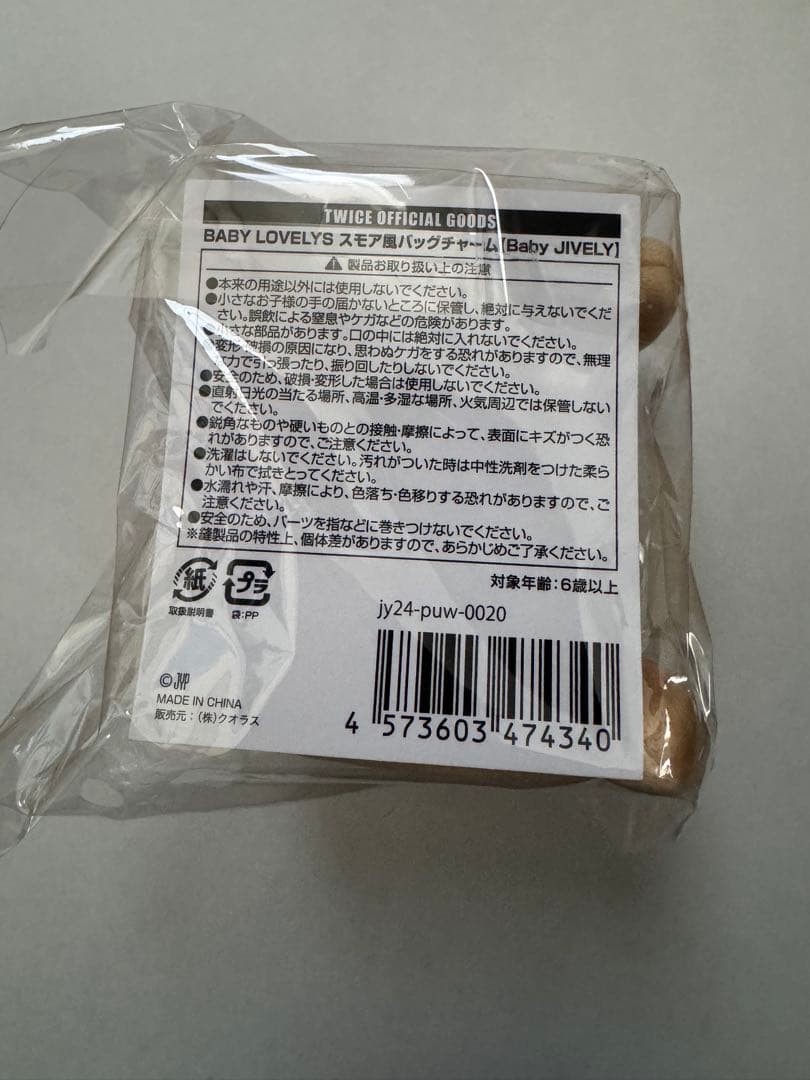 TWICE OFFICIAL GOODS
BABY LOVELYS スモア風バッグチャーム【Baby JIVELY】
⚠ 製品お取り扱い上の注意
●本来の用途以外には使用しないでください。
●小さなお子様の手の届かないところに保管し、絶対に与えないでくだ
さい。誤飲による窒息やケガなどの危険があります。
●小さな部品があります。口の中には絶対に入れないでください。
●変形・破損の原因になり、思わぬケガをする恐れがありますので、無理
な力で引っ張ったり、振り回したりしないでください。
●安全のため、破損・変形した場合は使用しないでください。
●直射日光の当たる場所、高温・多湿な場所、火気周辺では保管しない
でください。
●鋭角なものや硬いものとの接触・摩擦によって、表面にキズがつく恐
れがありますので、ご注意ください。
●洗濯はしないでください。汚れがついた時は中性洗剤をつけた柔ら
かい布で拭きとってください。
●水濡れや汗、摩擦により、色落ち・色移りする恐れがありますので、ご
注意ください。
●安全のため、パーツを指などに巻きつけないでください。
※縫製品の特性上、個体差がありますので、あらかじめご了承ください。
対象年齢：6歳以上
紙 プラ
取扱説明書 袋：PP
jy24-puw-0020
©JYP
MADE IN CHINA
販売元：（株）クオラス
4 573603 474340